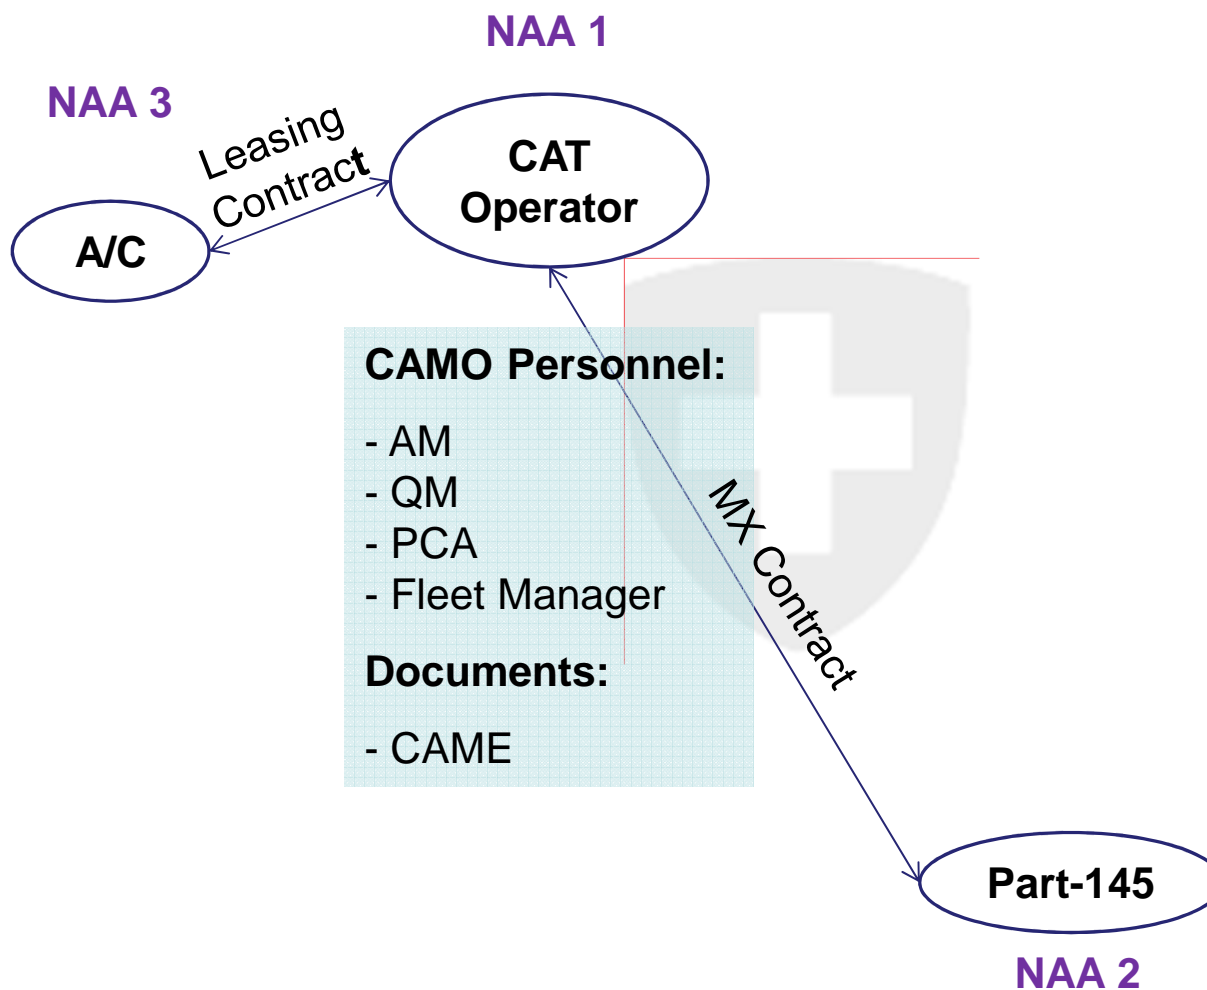 NAA 1
NAA 3
Leasing
Contract
CAT
Operator
A/C
CAMO Personnel:
- AM
- QM
- PCA
- Fleet Manager
MX Contract
Documents:
- CAME
Part-145
NAA 2